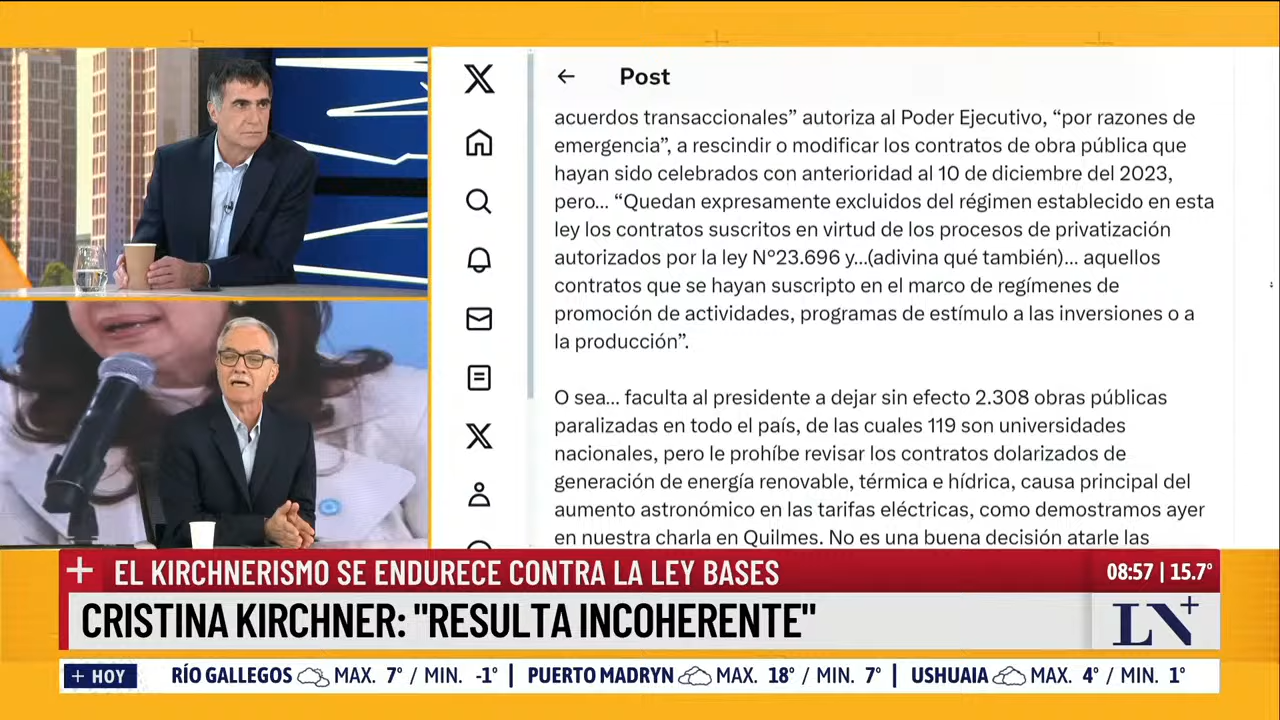 Post
acuerdos transaccionales” autoriza al Poder Ejecutivo, “por razones de
emergencia”, a rescindir o modificar los contratos de obra pública que
hayan sido celebrados con anterioridad al 10 de diciembre del 2023,
pero... “Quedan expresamente excluidos del régimen establecido en esta
ley los contratos suscritos en virtud de los procesos de privatización
autorizados por la ley N°23.696 y...(adivina qué también)... aquellos
contratos que se hayan suscripto en el marco de regímenes de
promoción de actividades, programas de estímulo a las inversiones o a
la producción”.
O sea... faculta al presidente a dejar sin efecto 2.308 obras públicas
paralizadas en todo el país, de las cuales 119 son universidades
nacionales, pero le prohíbe revisar los contratos dolarizados de
generación de energía renovable, térmica e hídrica, causa principal del
aumento astronómico en las tarifas eléctricas, como demostramos ayer
en nuestra charla en Quilmes. No es una buena decisión atarle las
+ EL KIRCHNERISMO SE ENDURECE CONTRA LA LEY BASES
08:57 | 15.7°
CRISTINA KIRCHNER: "RESULTA INCOHERENTE"
LN+
+ HOY
RÍO GALLEGOS MAX. 7° / MIN. -1° | PUERTO MADRYN MAX. 18° / MIN. 7° | USHUAIA MAX. 4° / MIN. 1°